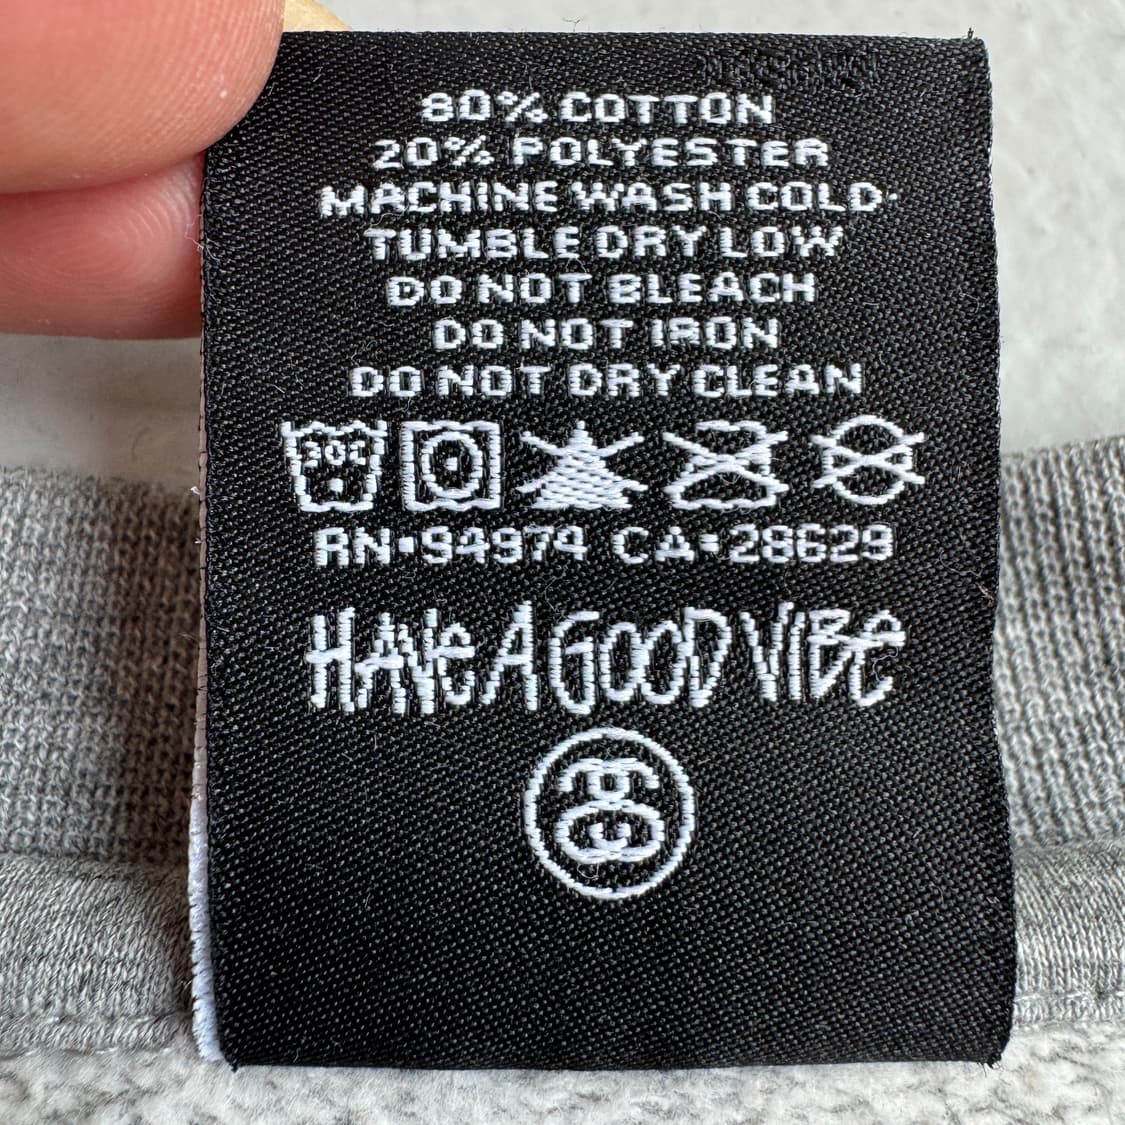 80% COTTON
20% POLYESTER
MACHINE WASH COLD
TUMBLE DRY LOW
DO NOT BLEACH
DO NOT IRON
DO NOT DRY CLEAN
30C
RN•94974 CA•28629
HAVE A GOOD VIBE